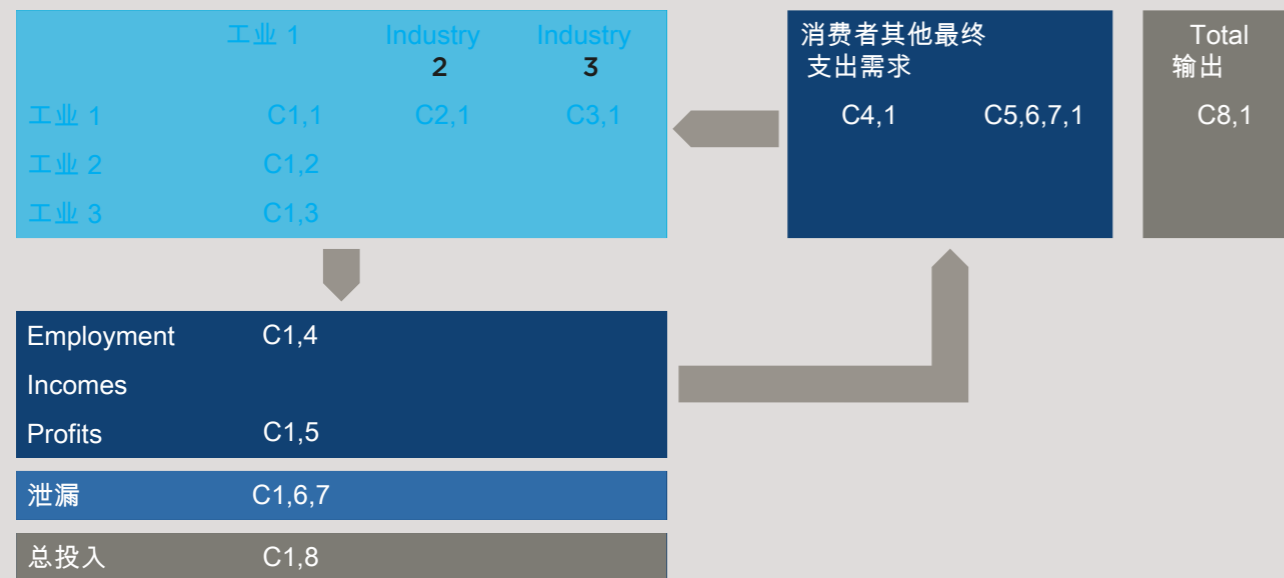 工业 1 Industry Industry
2 3
工业 1 C1,1 C2,1 C3,1
工业 2 C1,2
工业 3 C1,3
消费者其他最终
支出需求
C4,1 C5,6,7,1
Total
输出
C8,1
Employment C1,4
Incomes
Profits C1,5
泄漏 C1,6,7
总投入 C1,8